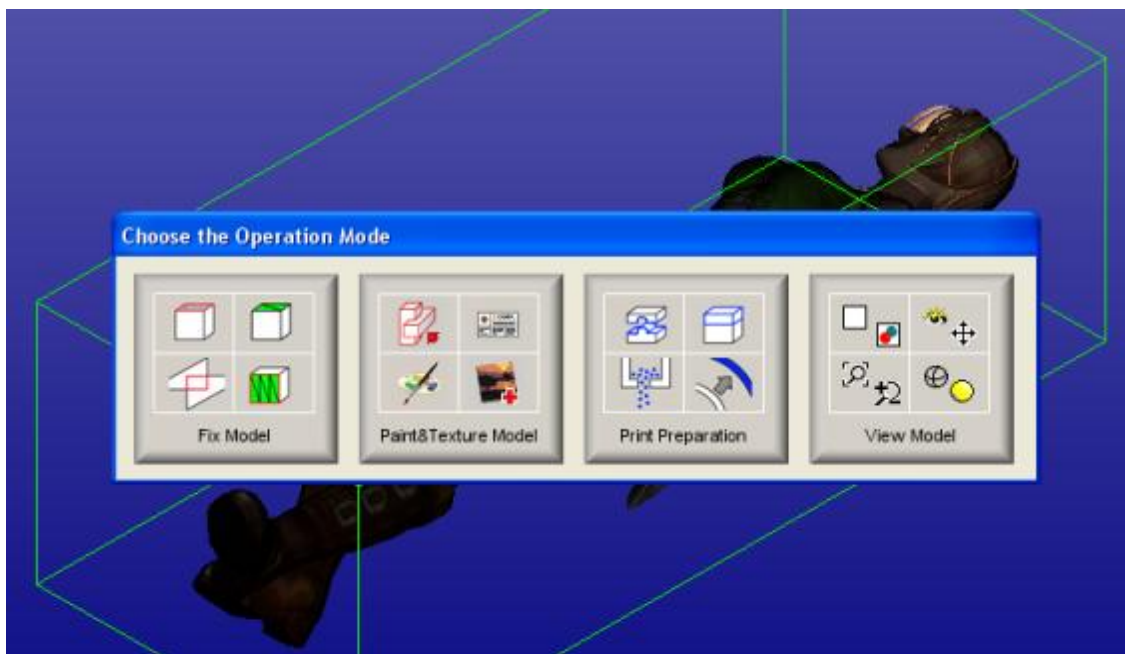 Choose the Operation Mode
Fix Model
Paint&Texture Model
Print Preparation
View Model